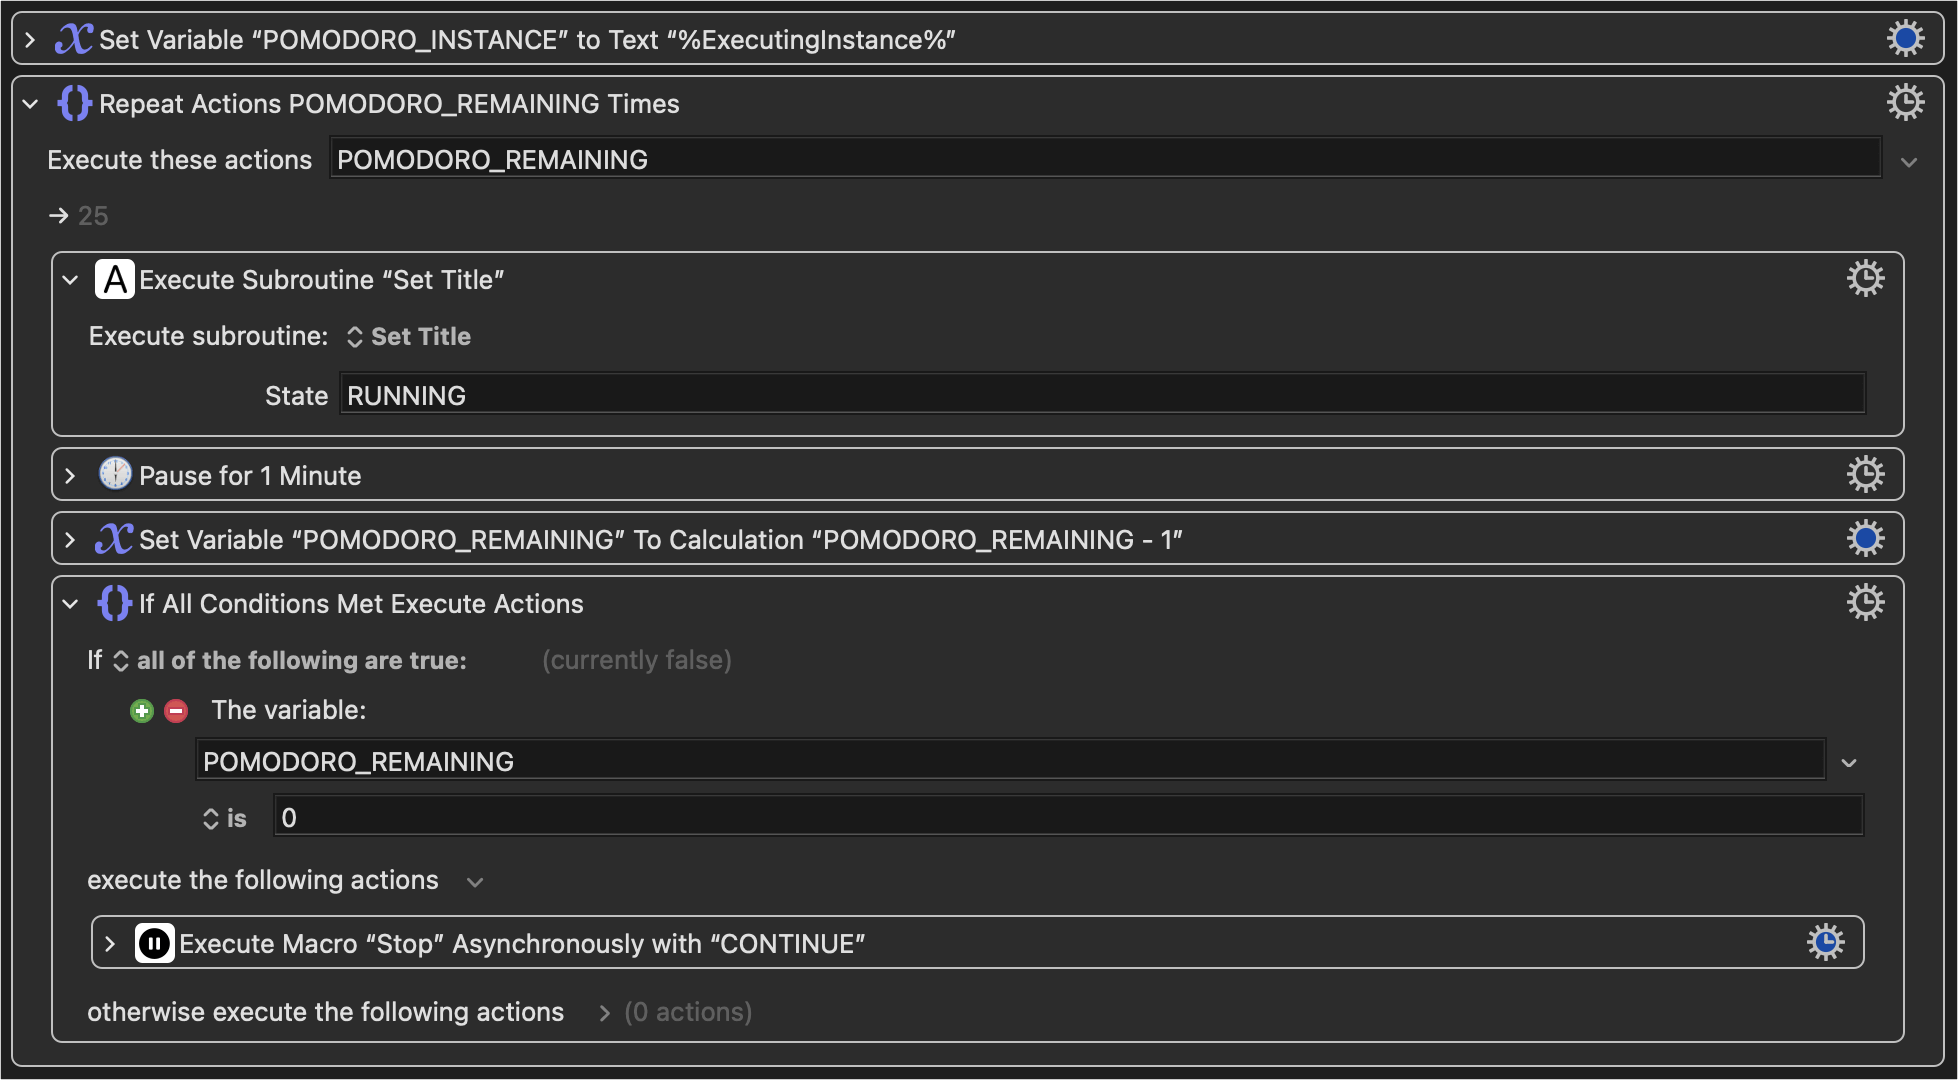 Set Variable “POMODORO_INSTANCE” to Text “%ExecutingInstance%”
Repeat Actions POMODORO_REMAINING Times
Execute these actions POMODORO_REMAINING
→ 25
A Execute Subroutine “Set Title”
Execute subroutine: Set Title
State RUNNING
Pause for 1 Minute
Set Variable “POMODORO_REMAINING” To Calculation “POMODORO_REMAINING - 1”
If All Conditions Met Execute Actions
If all of the following are true: (currently false)
The variable:
POMODORO_REMAINING
is 0
execute the following actions
Execute Macro “Stop” Asynchronously with “CONTINUE”
otherwise execute the following actions (0 actions)